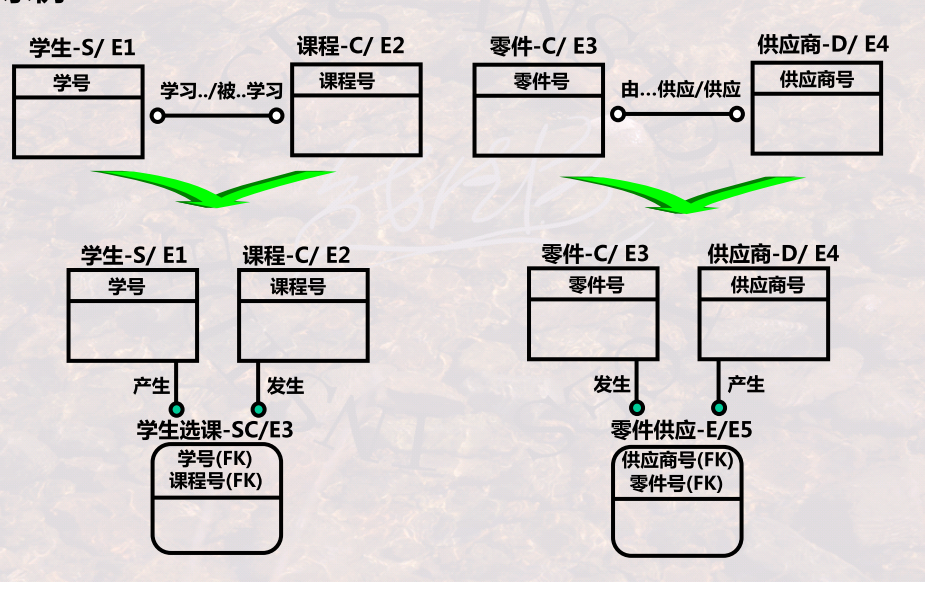 学生-S/ E1
课程-C/ E2
零件-C/ E3
供应商-D/ E4
学号
课程号
零件号
供应商号
学习../被..学习
由...供应/供应
学生-S/ E1
课程-C/ E2
零件-C/ E3
供应商-D/ E4
学号
课程号
零件号
供应商号
产生
发生
发生
产生
学生选课-SC/E3
零件供应-E/E5
学号(FK)
课程号(FK)
供应商号(FK)
零件号(FK)